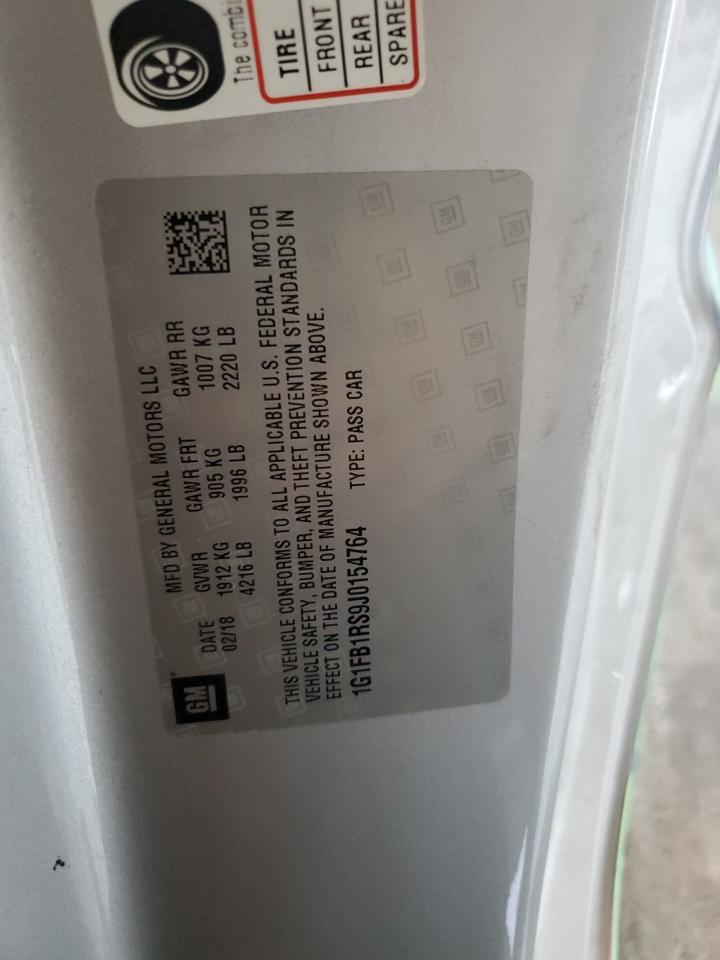 The combi
TIRE
FRONT
REAR
SPARE
MFD BY GENERAL MOTORS LLC
DATE GVWR GAWR FRT GAWR RR
02/18 1912 KG 905 KG 1007 KG
4216 LB 1996 LB 2220 LB
THIS VEHICLE CONFORMS TO ALL APPLICABLE U.S. FEDERAL MOTOR
VEHICLE SAFETY, BUMPER, AND THEFT PREVENTION STANDARDS IN
EFFECT ON THE DATE OF MANUFACTURE SHOWN ABOVE.
1G1FB1RS9J0154764 TYPE: PASS CAR
GM